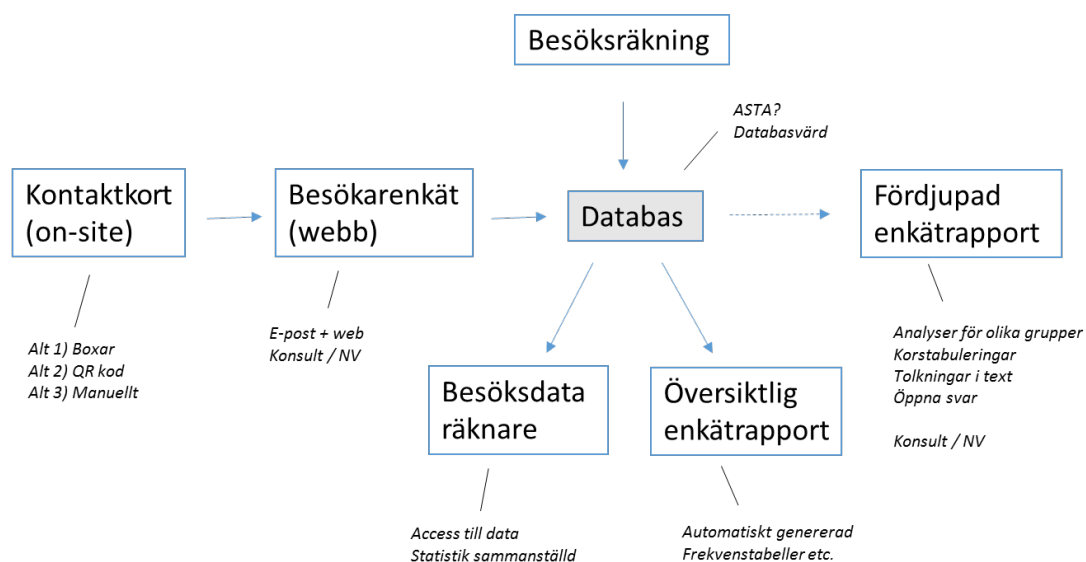 Besöksräkning
ASTA?
Databasvärd
Kontaktkort
(on-site)
Besökarenkät
(webb)
Databas
Fördjupad
enkätrapport
Alt 1) Boxar
Alt 2) QR kod
Alt 3) Manuellt
E-post + web
Konsult / NV
Analyser för olika grupper
Korstabuleringar
Tolkningar i text
Öppna svar
Konsult / NV
Besöksdata
räknare
Översiktlig
enkätrapport
Access till data
Statistik sammanställd
Automatiskt genererad
Frekvenstabeller etc.